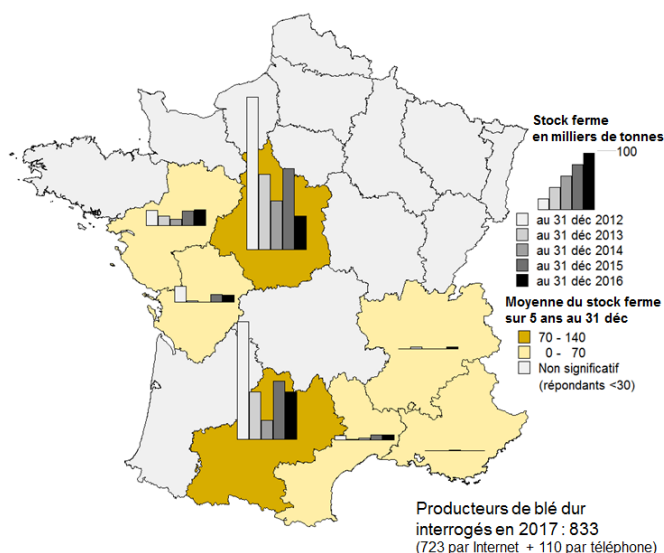 Stock ferme
en milliers de tonnes
100
au 31 déc 2012
au 31 déc 2013
au 31 déc 2014
au 31 déc 2015
au 31 déc 2016
Moyenne du stock ferme
sur 5 ans au 31 déc
70 - 140
0 - 70
Non significatif
(répondants <30)
Producteurs de blé dur
interrogés en 2017 : 833
(723 par Internet + 110 par téléphone)